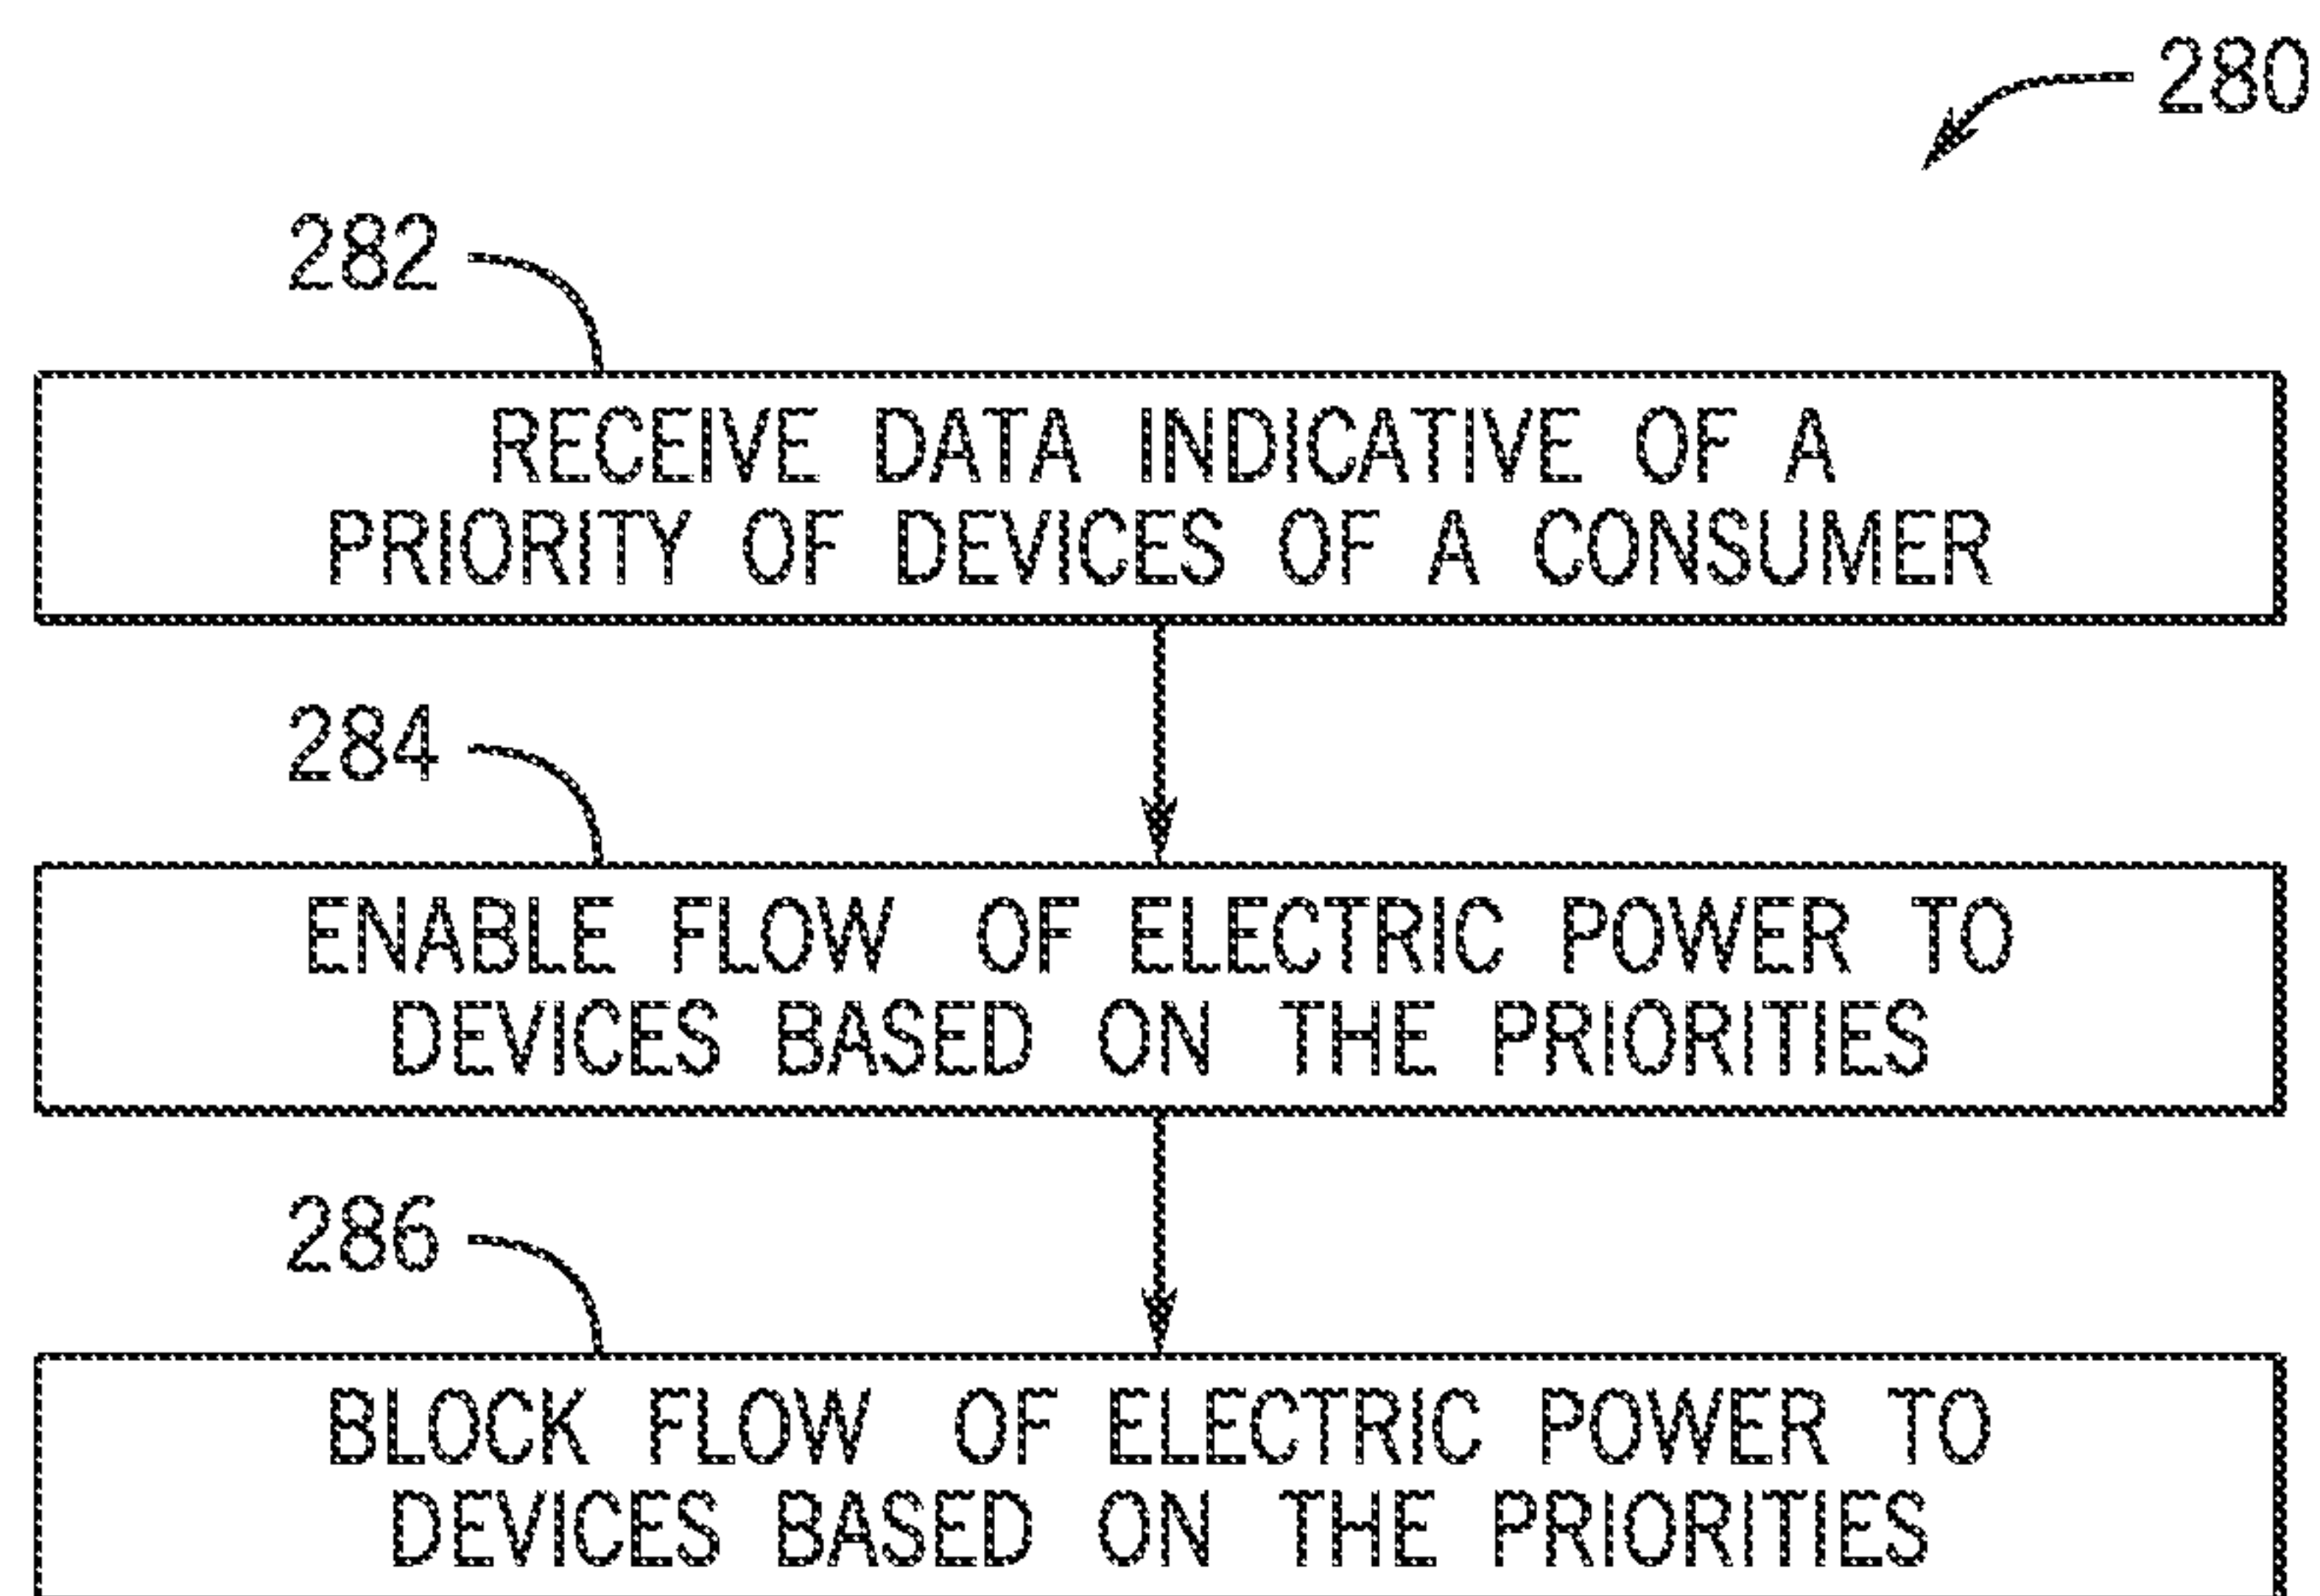 280
282
RECEIVE DATA INDICATIVE OF A
PRIORITY OF DEVICES OF A CONSUMER
284
ENABLE FLOW OF ELECTRIC POWER TO
DEVICES BASED ON THE PRIORITIES
286
BLOCK FLOW OF ELECTRIC POWER TO
DEVICES BASED ON THE PRIORITIES